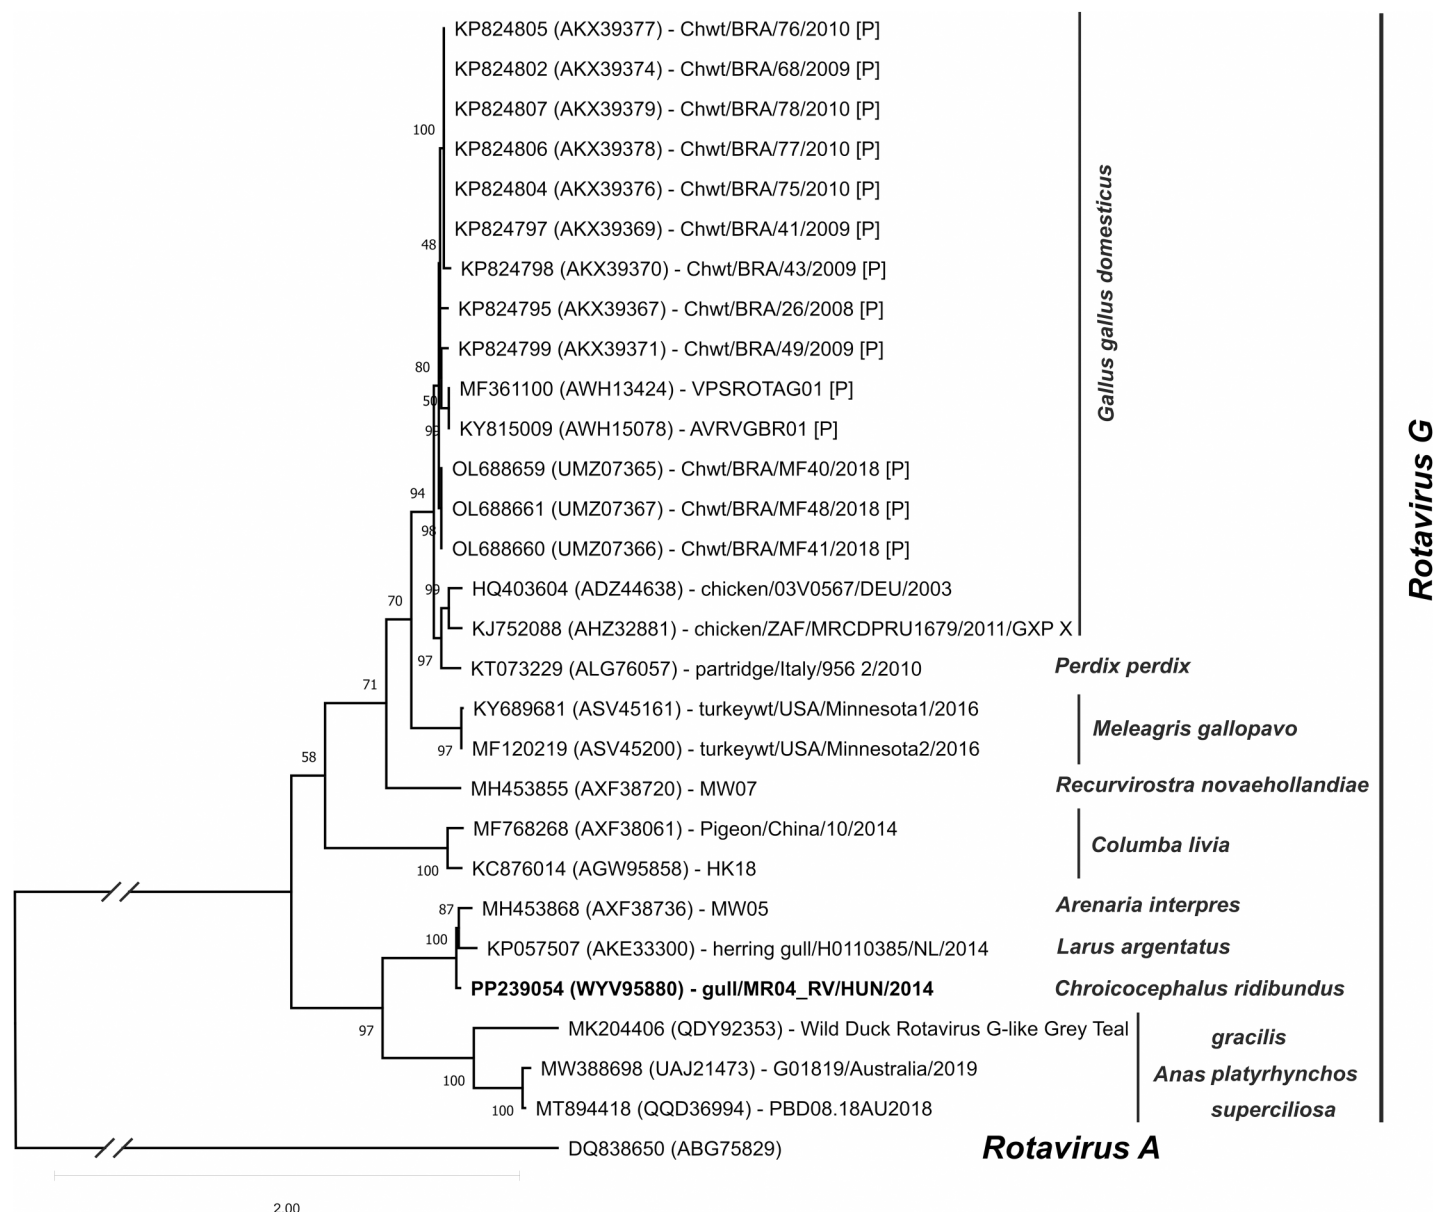 KP824805 (AKX39377) - Chwt/BRA/76/2010 [P]
KP824802 (AKX39374) - Chwt/BRA/68/2009 [P]
KP824807 (AKX39379) - Chwt/BRA/78/2010 [P]
100
KP824806 (AKX39378) - Chwt/BRA/77/2010 [P]
KP824804 (AKX39376) - Chwt/BRA/75/2010 [P]
KP824797 (AKX39369) - Chwt/BRA/41/2009 [P]
48
KP824798 (AKX39370) - Chwt/BRA/43/2009 [P]
KP824795 (AKX39367) - Chwt/BRA/26/2008 [P]
KP824799 (AKX39371) - Chwt/BRA/49/2009 [P]
80
MF361100 (AWH13424) - VPSROTAG01 [P]
50
KY815009 (AWH15078) - AVRVGBR01 [P]
99
OL688659 (UMZ07365) - Chwt/BRA/MF40/2018 [P]
94
OL688661 (UMZ07367) - Chwt/BRA/MF48/2018 [P]
98
OL688660 (UMZ07366) - Chwt/BRA/MF41/2018 [P]
Gallus gallus domesticus
99
HQ403604 (ADZ44638) - chicken/03V0567/DEU/2003
70
KJ752088 (AHZ32881) - chicken/ZAF/MRCDPRU1679/2011/GXP X
97
KT073229 (ALG76057) - partridge/Italy/956 2/2010
Perdix perdix
71
KY689681 (ASV45161) - turkeywt/USA/Minnesota1/2016
Meleagris gallopavo
97
MF120219 (ASV45200) - turkeywt/USA/Minnesota2/2016
58
MH453855 (AXF38720) - MW07
Recurvirostra novaehollandiae
MF768268 (AXF38061) - Pigeon/China/10/2014
Columba livia
100
KC876014 (AGW95858) - HK18
87
MH453868 (AXF38736) - MW05
Arenaria interpres
100
KP057507 (AKE33300) - herring gull/H0110385/NL/2014
Larus argentatus
PP239054 (WYV95880) - gull/MR04_RV/HUN/2014
Chroicocephalus ridibundus
97
MK204406 (QDY92353) - Wild Duck Rotavirus G-like Grey Teal
gracilis
MW388698 (UAJ21473) - G01819/Australia/2019
Anas platyrhynchos
100
100
MT894418 (QQD36994) - PBD08.18AU2018
superciliosa
Rotavirus G
DQ838650 (ABG75829)
Rotavirus A
2.00